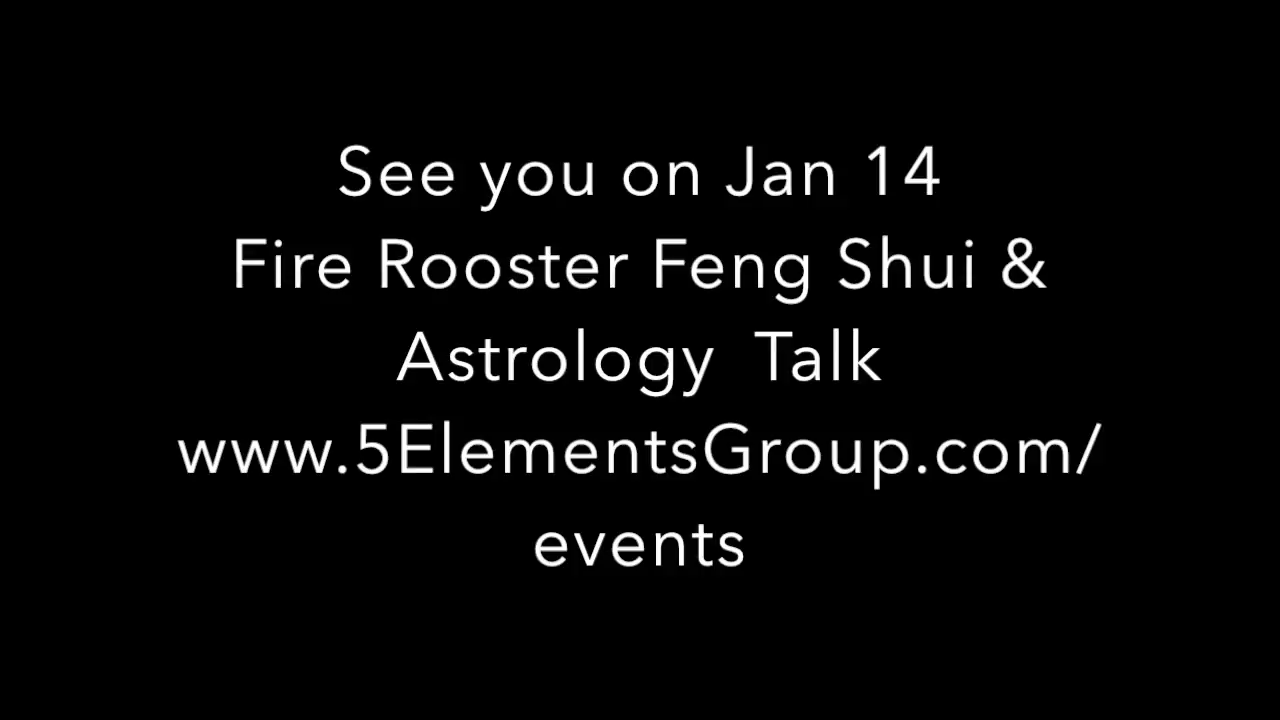 See you on Jan 14
Fire Rooster Feng Shui &
Astrology  Talk
www.5ElementsGroup.com/
events